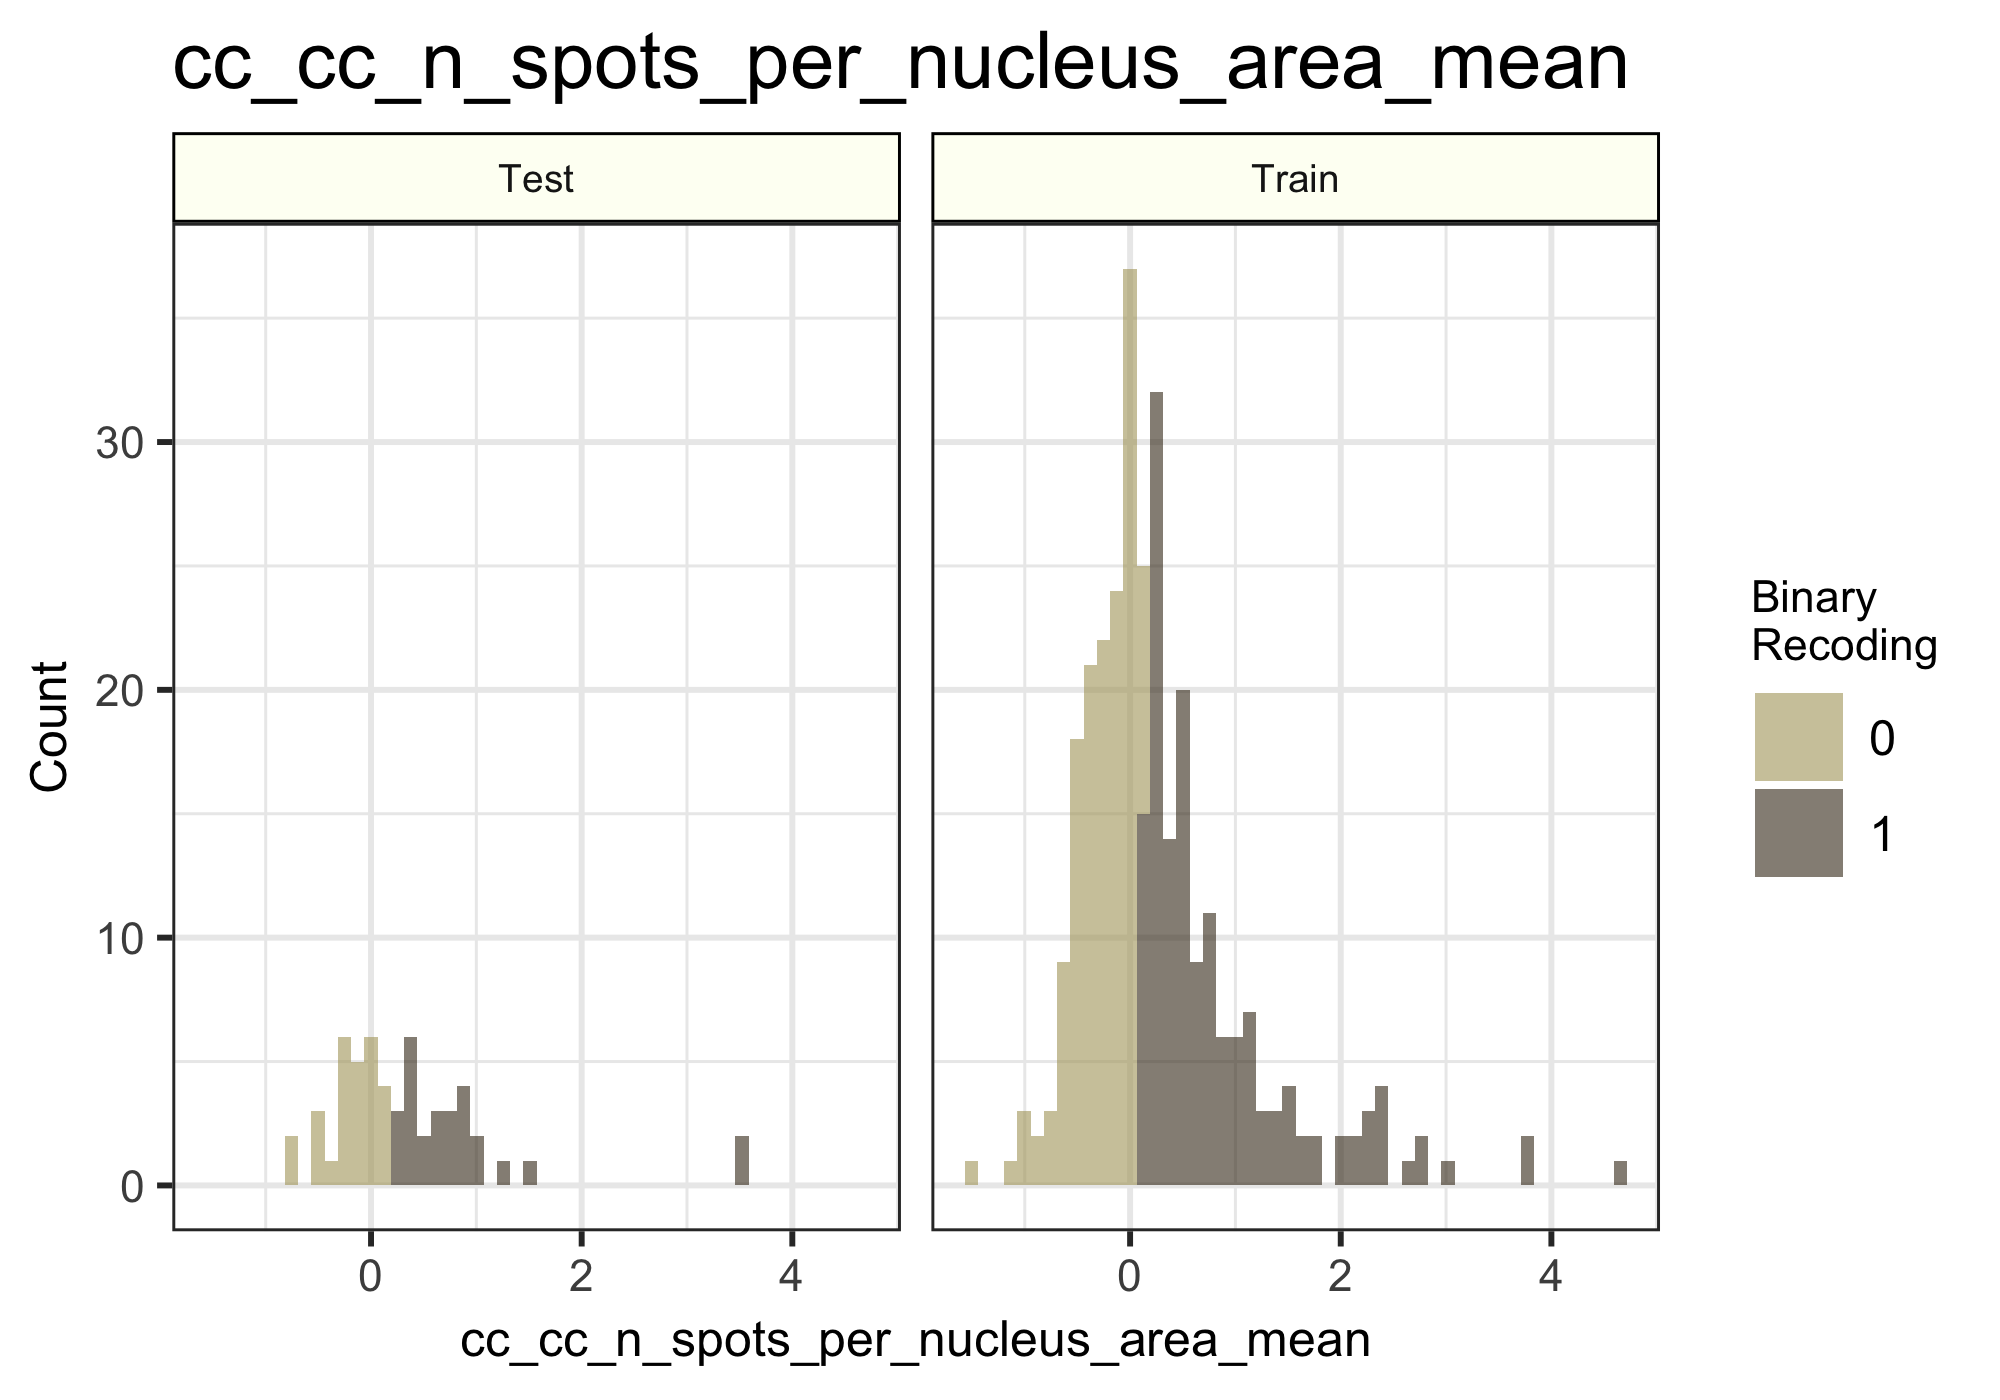 cc_cc_n_spots_per_nucleus_area_mean
Test
Train
30
20
10
0
Count
0
2
4
0
2
4
cc_cc_n_spots_per_nucleus_area_mean
Binary
Recoding
0
1